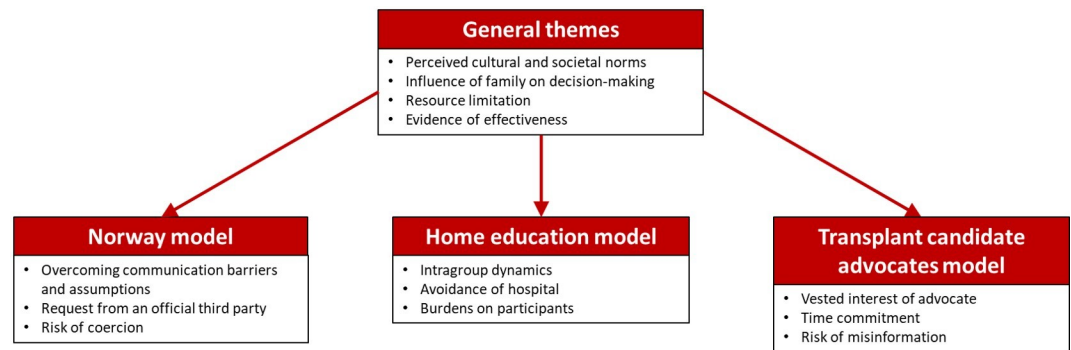 General themes
• Perceived cultural and societal norms
• Influence of family on decision-making
• Resource limitation
• Evidence of effectiveness
Norway model
• Overcoming communication barriers
and assumptions
• Request from an official third party
• Risk of coercion
Home education model
• Intragroup dynamics
• Avoidance of hospital
• Burdens on participants
Transplant candidate
advocates model
• Vested interest of advocate
• Time commitment
• Risk of misinformation